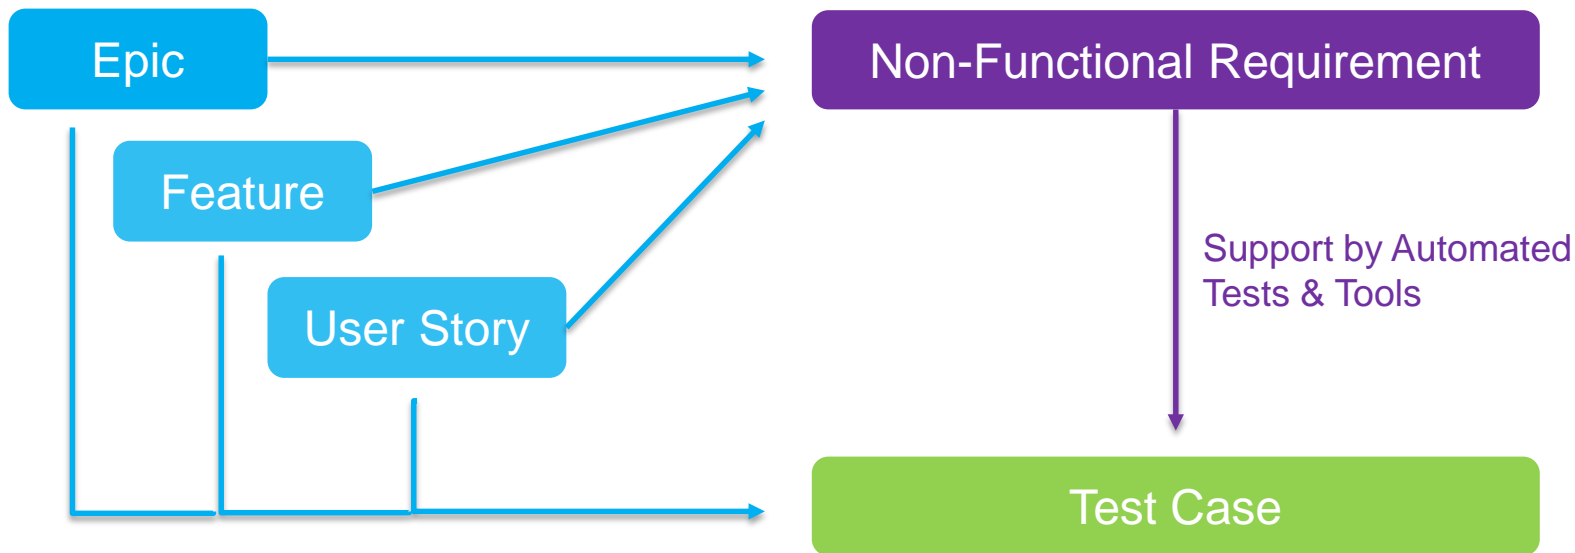 Epic
Non-Functional Requirement
Feature
Support by Automated
Tests & Tools
User Story
Test Case